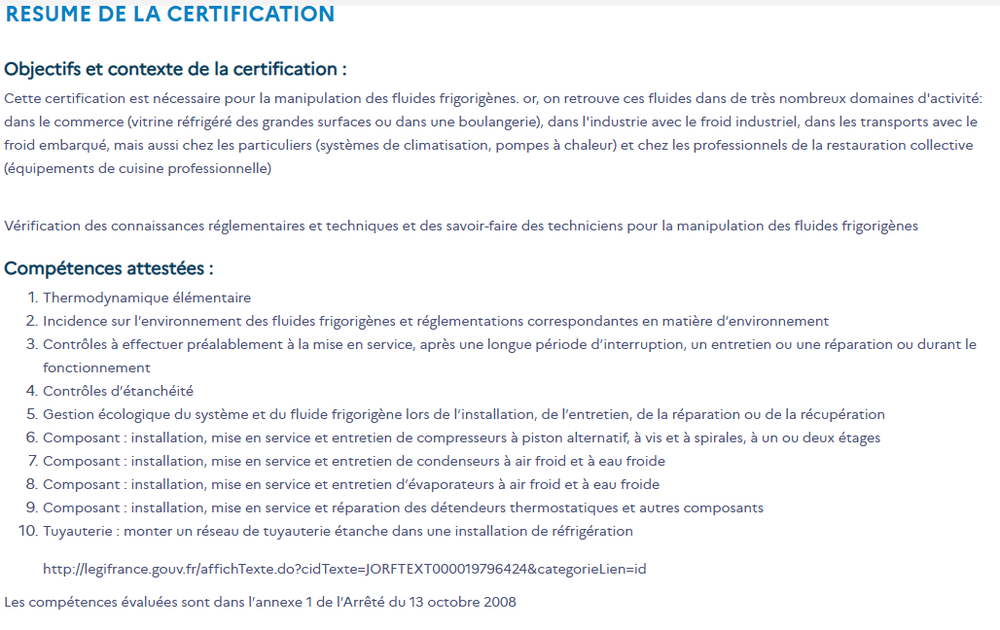 RESUME DE LA CERTIFICATION
Objectifs et contexte de la certification :
Cette certification est nécessaire pour la manipulation des fluides frigorigènes. or, on retrouve ces fluides dans de très nombreux domaines d'activité:
dans le commerce (vitrine réfrigéré des grandes surfaces ou dans une boulangerie), dans l'industrie avec le froid industriel, dans les transports avec le
froid embarqué, mais aussi chez les particuliers (systèmes de climatisation, pompes à chaleur) et chez les professionnels de la restauration collective
(équipements de cuisine professionnelle)
Vérification des connaissances réglementaires et techniques et des savoir-faire des techniciens pour la manipulation des fluides frigorigènes
Compétences attestées :
1. Thermodynamique élémentaire
2. Incidence sur l’environnement des fluides frigorigènes et réglementations correspondantes en matière d’environnement
3. Contrôles à effectuer préalablement à la mise en service, après une longue période d’interruption, un entretien ou une réparation ou durant le
fonctionnement
4. Contrôles d’étanchéité
5. Gestion écologique du système et du fluide frigorigène lors de l’installation, de l’entretien, de la réparation ou de la récupération
6. Composant : installation, mise en service et entretien de compresseurs à piston alternatif, à vis et à spirales, à un ou deux étages
7. Composant : installation, mise en service et entretien de condenseurs à air froid et à eau froide
8. Composant : installation, mise en service et entretien d’évaporateurs à air froid et à eau froide
9. Composant : installation, mise en service et réparation des détendeurs thermostatiques et autres composants
10. Tuyauterie : monter un réseau de tuyauterie étanche dans une installation de réfrigération
http://legifrance.gouv.fr/affichTexte.do?cidTexte=JORFTEXT000019796424&categorieLien=id
Les compétences évaluées sont dans l’annexe 1 de l’Arrêté du 13 octobre 2008